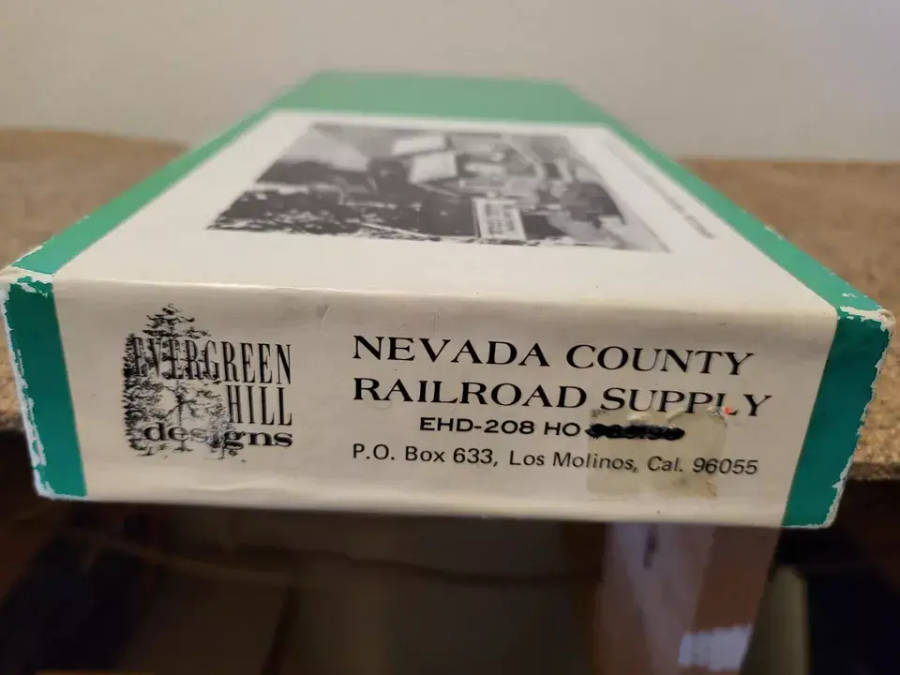 EVERGREEN
HILL
designs
NEVADA COUNTY
RAILROAD SUPPLY
EHD-208 HO
P.O. Box 633, Los Molinos, Cal. 96055